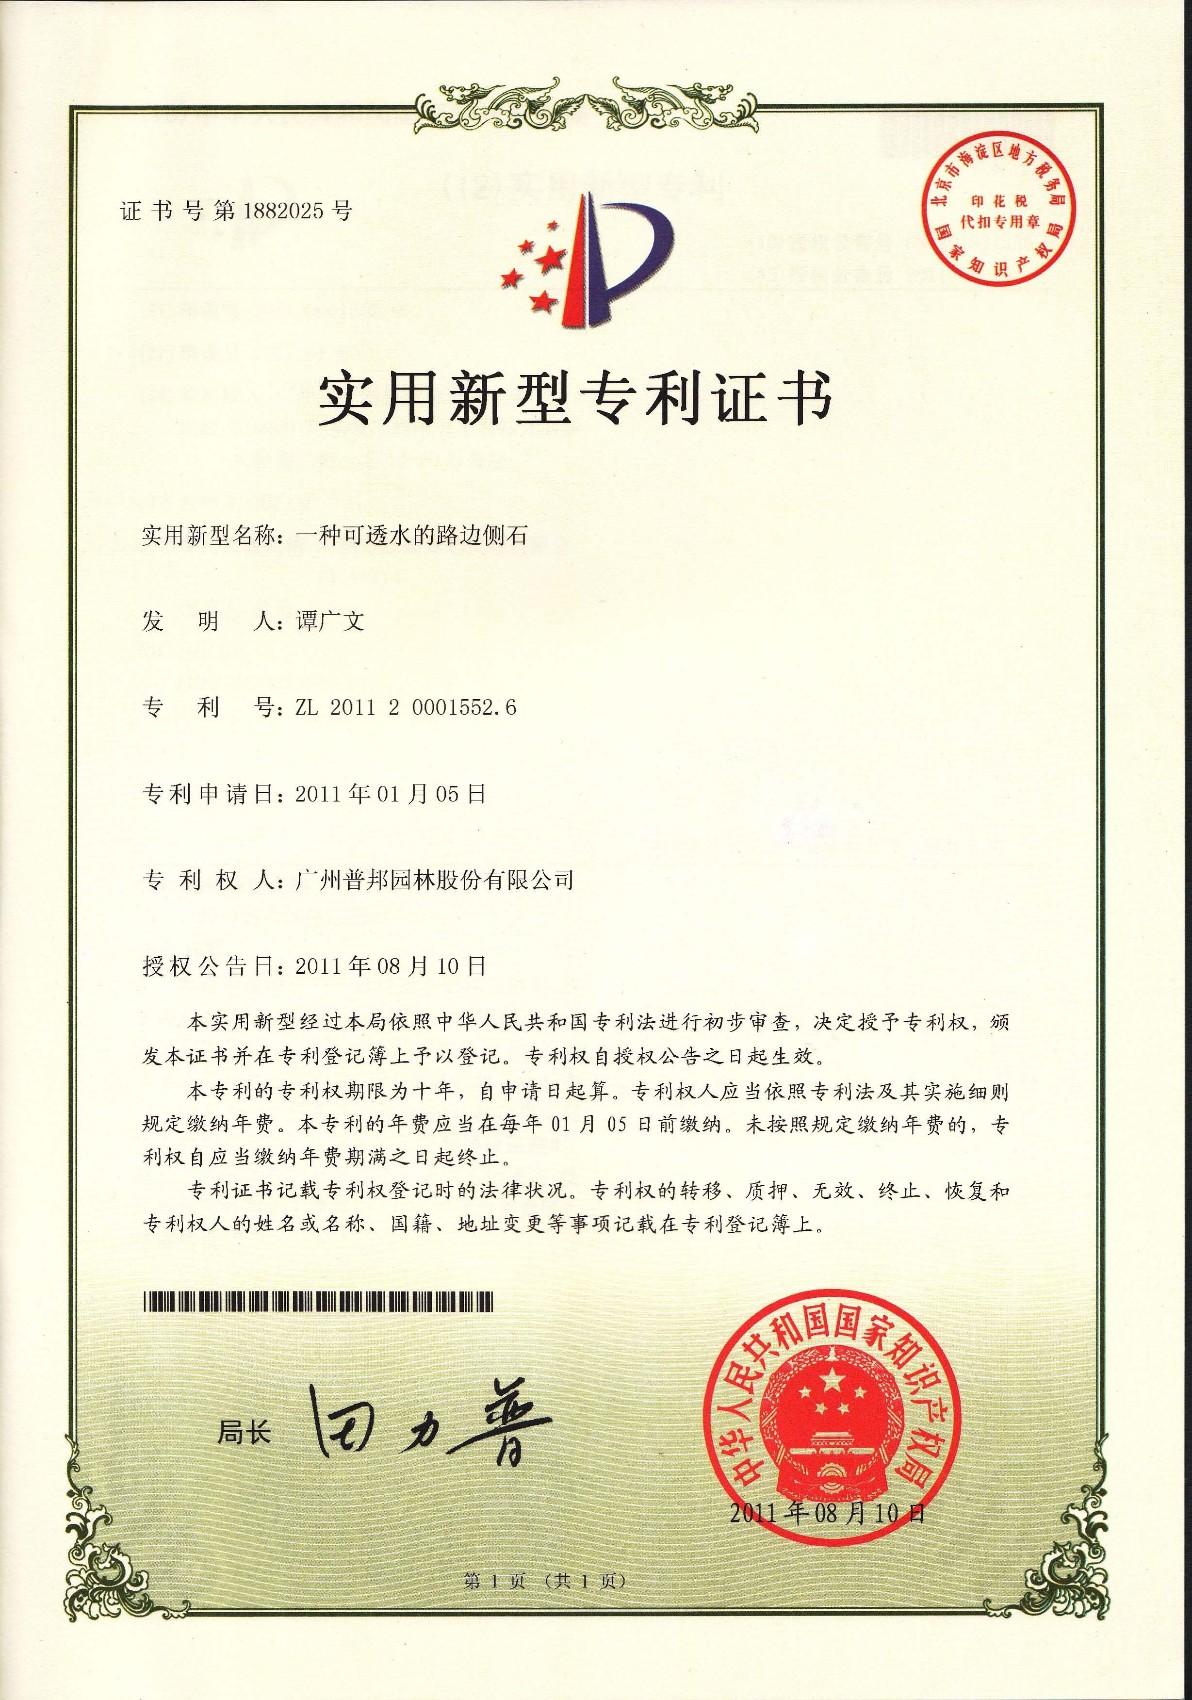 证书号第1882025号
北京市海淀区地方税务局
印花税
代扣专用章
国家知识产权局
实用新型专利证书
实用新型名称：一种可透水的路边侧石
发明人：谭广文
专利号：ZL 2011 2 0001552.6
专利申请日：2011年01月05日
专利权人：广州普邦园林股份有限公司
授权公告日：2011年08月10日
本实用新型经过本局依照中华人民共和国专利法进行初步审查，决定授予专利权，颁
发本证书并在专利登记簿上予以登记。专利权自授权公告之日起生效。
本专利的专利权期限为十年，自申请日起算。专利权人应当依照专利法及其实施细则
规定缴纳年费。本专利的年费应当在每年01月05日前缴纳。未按照规定缴纳年费的，专
利权自应当缴纳年费期满之日起终止。
专利证书记载专利权登记时的法律状况。专利权的转移、质押、无效、终止、恢复和
专利权人的姓名或名称、国籍、地址变更等事项记载在专利登记簿上。
局长 田力普
中华人民共和国国家知识产权局
2011年08月10日
第1页（共1页）